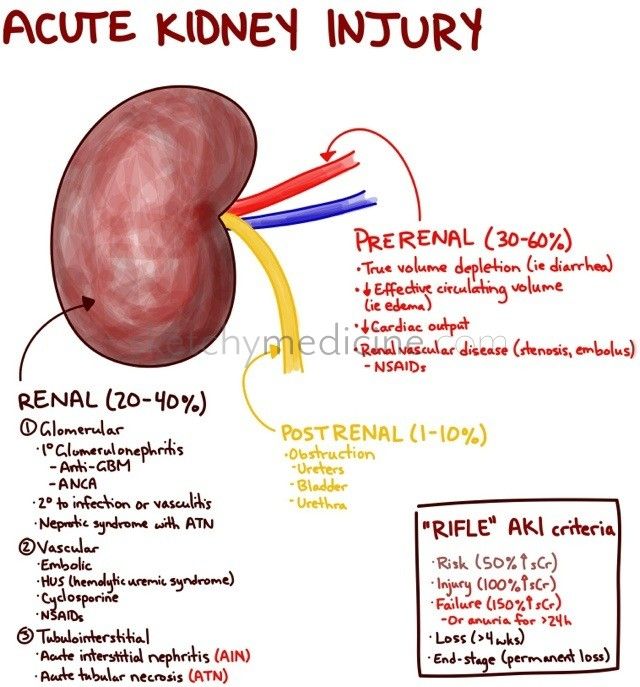 ACUTE KIDNEY INJURY
PRERENAL (30-60%)
·True volume depletion (ie diarrhea)
·↓Effective circulating volume
(ie edema)
·↓Cardiac output
·Renal vascular disease (stenosis, embolus)
-NSAIDs
sketchymedicine.com
RENAL (20-40%)
① Glomerular
·1° Glumerulonephritis
-Anti-GBM
-ANCA
·2° to infection or vasculitis
·Nephrotic syndrome with ATN
② Vascular
·Embolic
·HUS (hemolytic uremic syndrome)
·Cyclosporine
·NSAIDs
③ Tubulointerstitial
·Acute interstitial nephritis (AIN)
·Acute tubular necrosis (ATN)
POSTRENAL (1-10%)
·Obstruction
-Ureters
-Bladder
-Urethra
"RIFLE" AKI criteria
·Risk (50%↑sCr)
·Injury (100%↑sCr)
·Failure (150%↑sCr)
-Or anuria for >24h
·Loss (>4wks)
·End-stage (permanent loss)